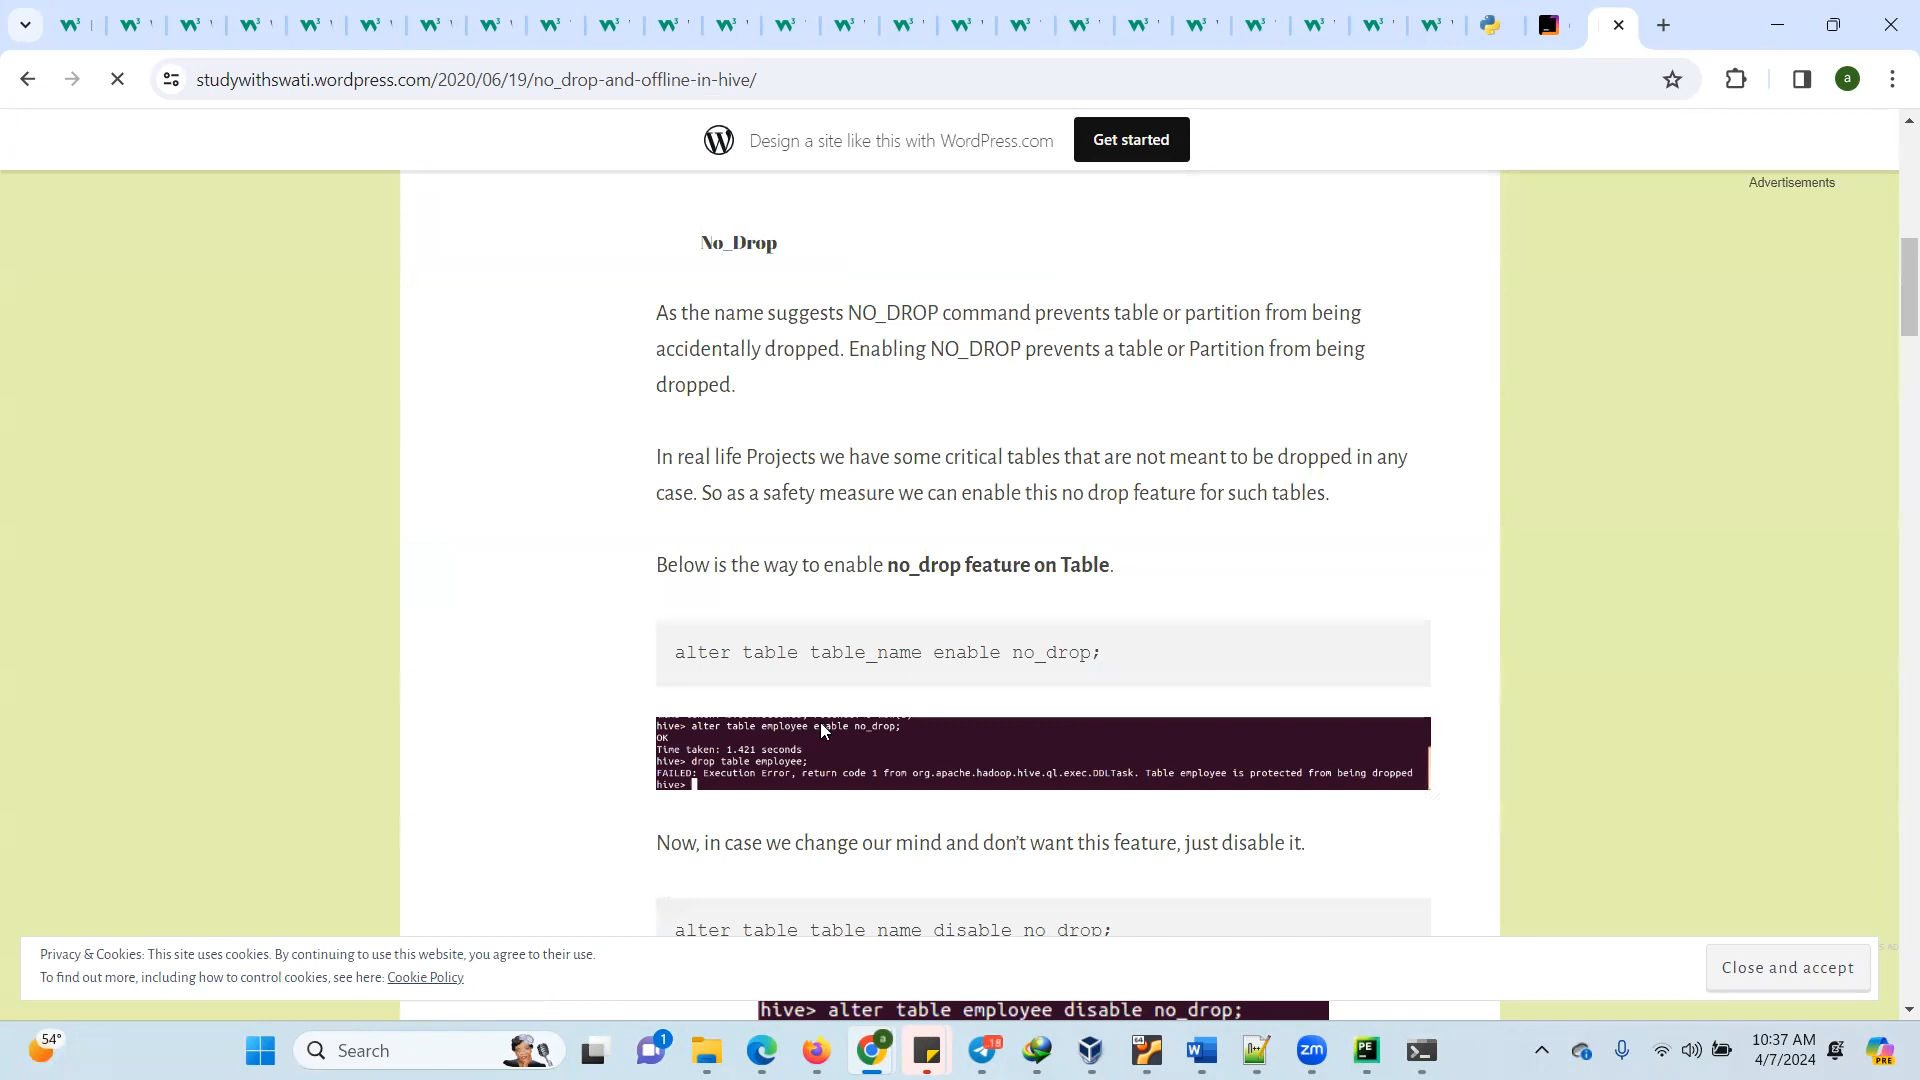 studywithswati.wordpress.com/2020/06/19/no_drop-and-offline-in-hive/
a
Design a site like this with WordPress.com
Get started
Advertisements
No_Drop
As the name suggests NO_DROP command prevents table or partition from being
accidentally dropped. Enabling NO_DROP prevents a table or Partition from being
dropped.
In real life Projects we have some critical tables that are not meant to be dropped in any
case. So as a safety measure we can enable this no drop feature for such tables.
Below is the way to enable no_drop feature on Table.
alter table table_name enable no_drop;
hive> alter table employee enable no_drop;
OK
Time taken: 1.421 seconds
hive> drop table employee;
FAILED: Execution Error, return code 1 from org.apache.hadoop.hive.ql.exec.DDLTask. Table employee is protected from being dropped
hive>
Now, in case we change our mind and don't want this feature, just disable it.
alter table table_name disable no_drop;
Privacy & Cookies: This site uses cookies. By continuing to use this website, you agree to their use.
To find out more, including how to control cookies, see here: Cookie Policy
Close and accept
hive> alter table employee disable no_drop;
54°
Search
1
a
18
64
W
zm
PE
10:37 AM
4/7/2024
PRE